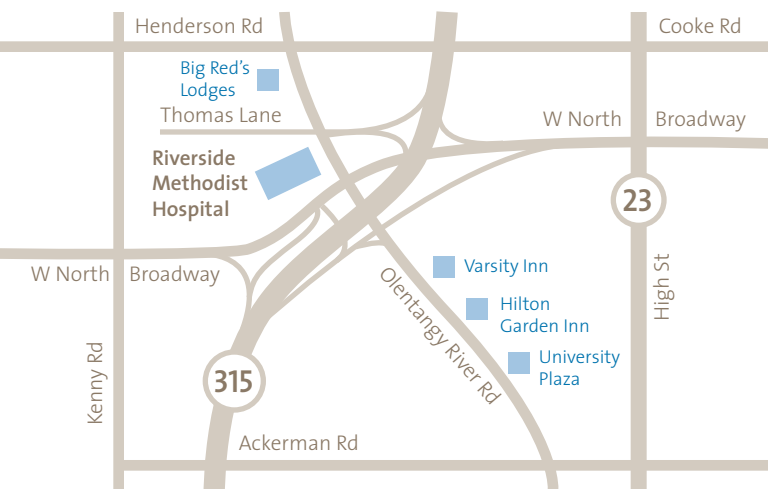 Henderson Rd
Cooke Rd
Big Red’s
Lodges
Thomas Lane
W North Broadway
Riverside
Methodist
Hospital
23
W North Broadway
Varsity Inn
High St
Hilton
Garden Inn
Olentangy River Rd
University
Plaza
Kenny Rd
315
Ackerman Rd